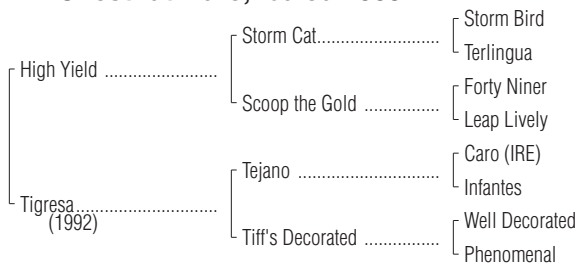 Storm Bird
Storm Cat........................
Terlingua
High Yield ......................
Forty Niner
Scoop the Gold ...............
Leap Lively
Caro (IRE)
Tejano ...........................
Infantes
Tigresa...........................
(1992)
Well Decorated
Tiff's Decorated ...............
Phenomenal